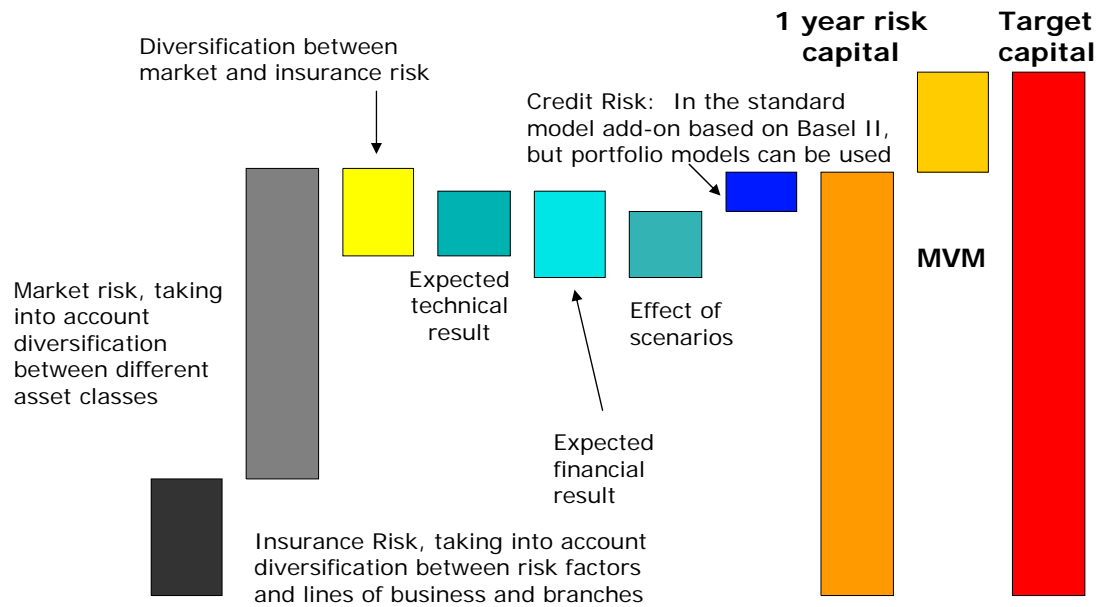 Diversification between
market and insurance risk
1 year risk
capital
Target
capital
Credit Risk: In the standard
model add-on based on Basel II,
but portfolio models can be used
Market risk, taking
into account
diversification
between different
asset classes
Expected
technical
result
Effect of
scenarios
MVM
Expected
financial
result
Insurance Risk, taking into account
diversification between risk factors
and lines of business and branches